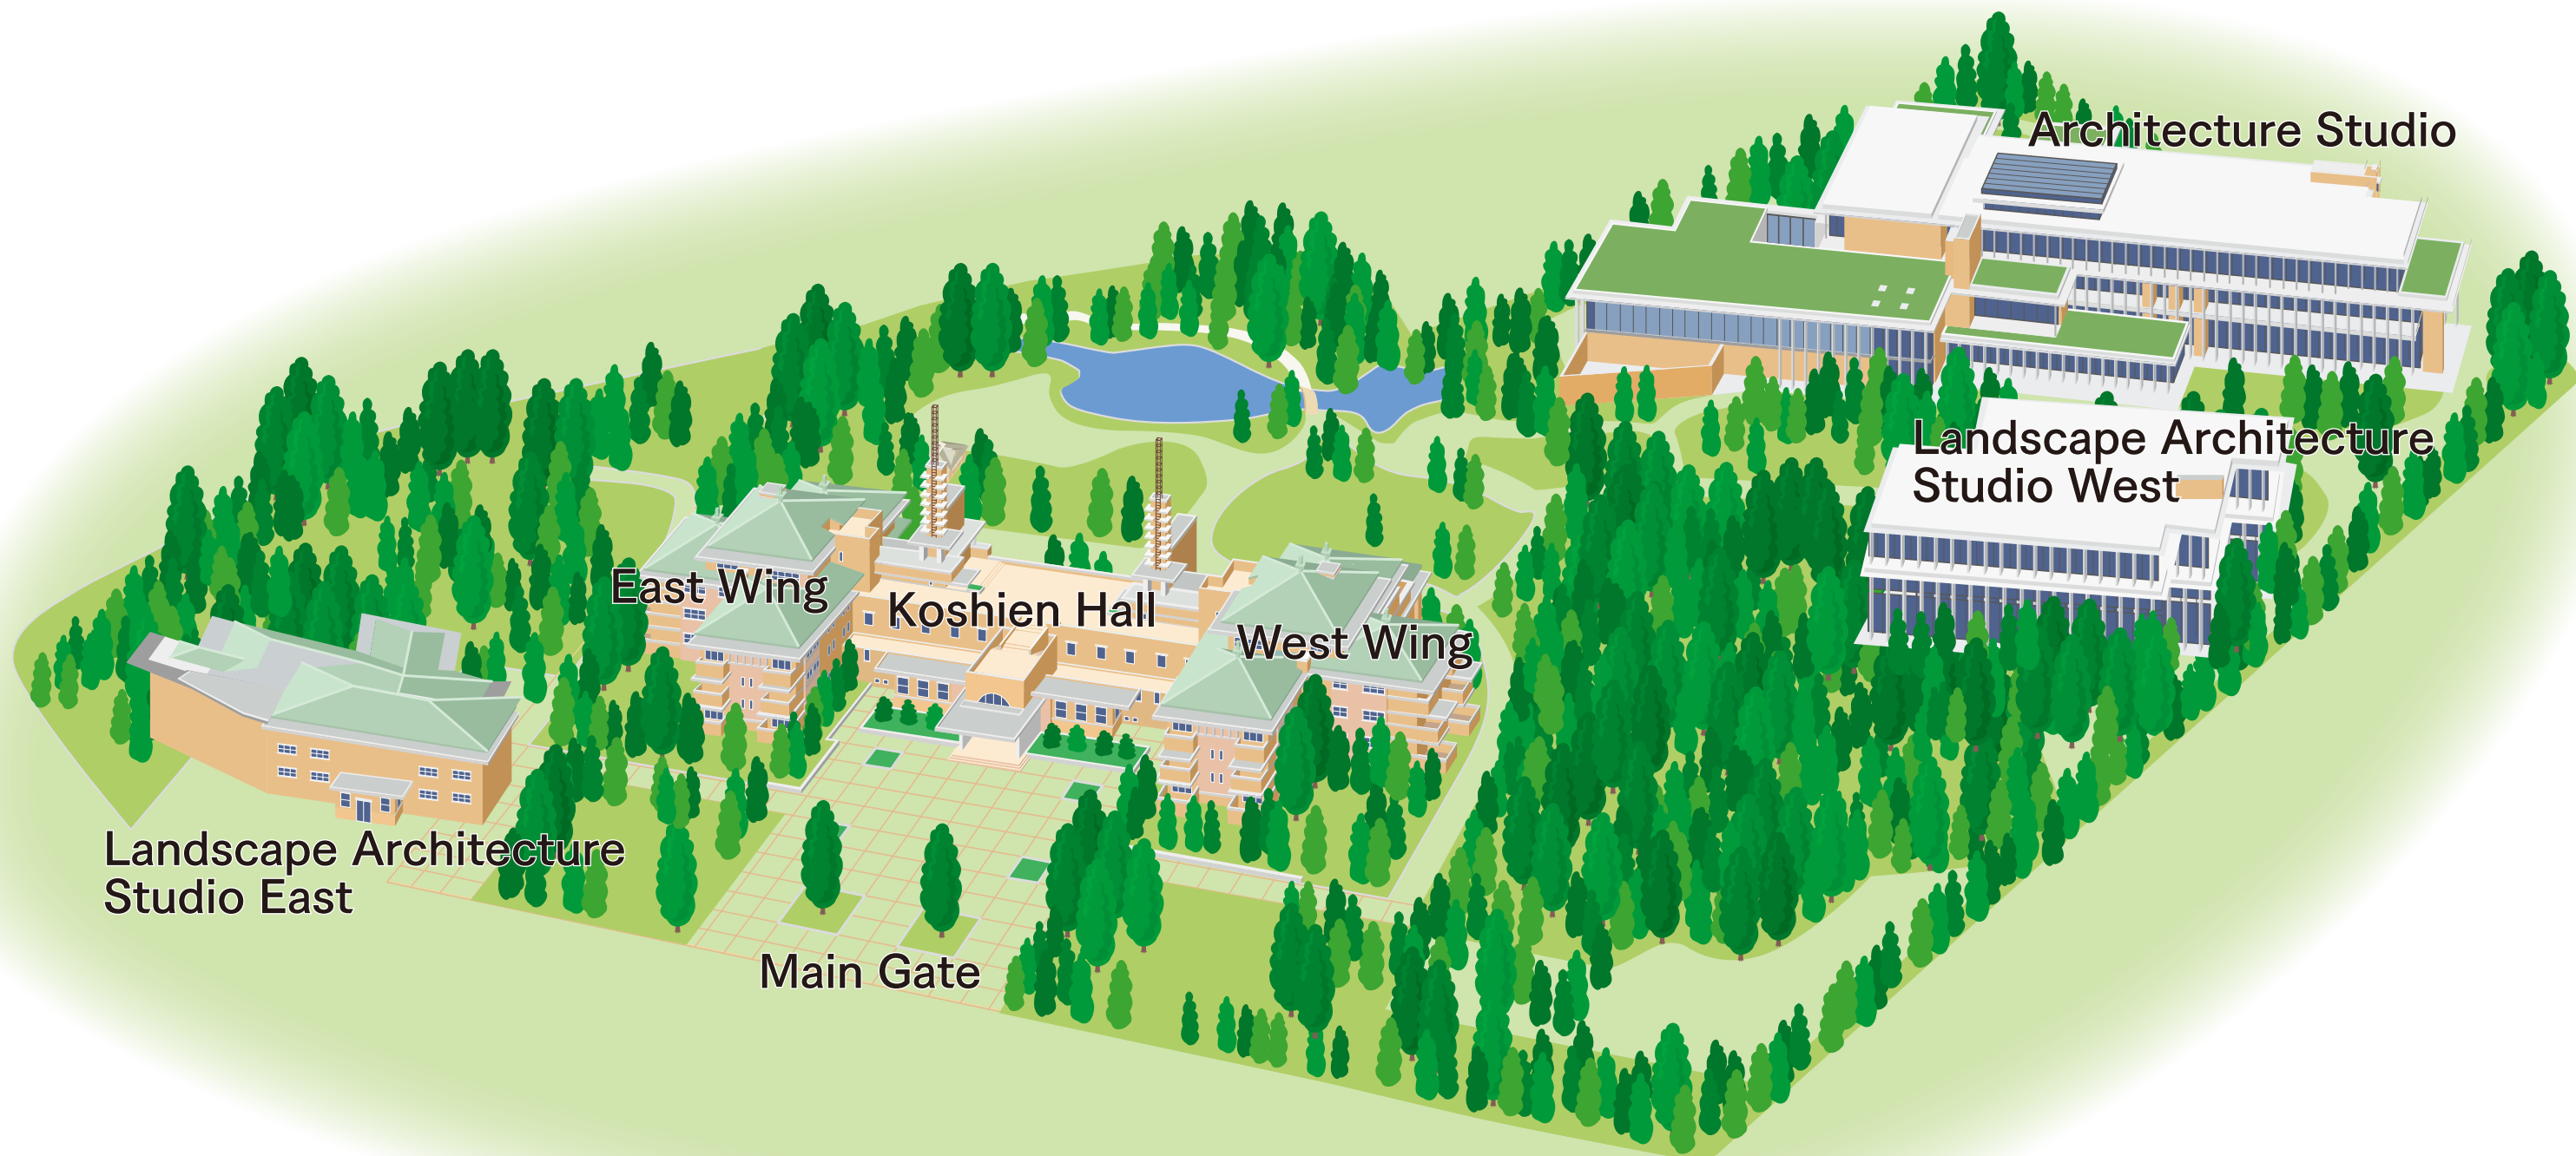 Architecture Studio
Landscape Architecture
Studio West
East Wing
Koshien Hall
West Wing
Landscape Architecture
Studio East
Main Gate